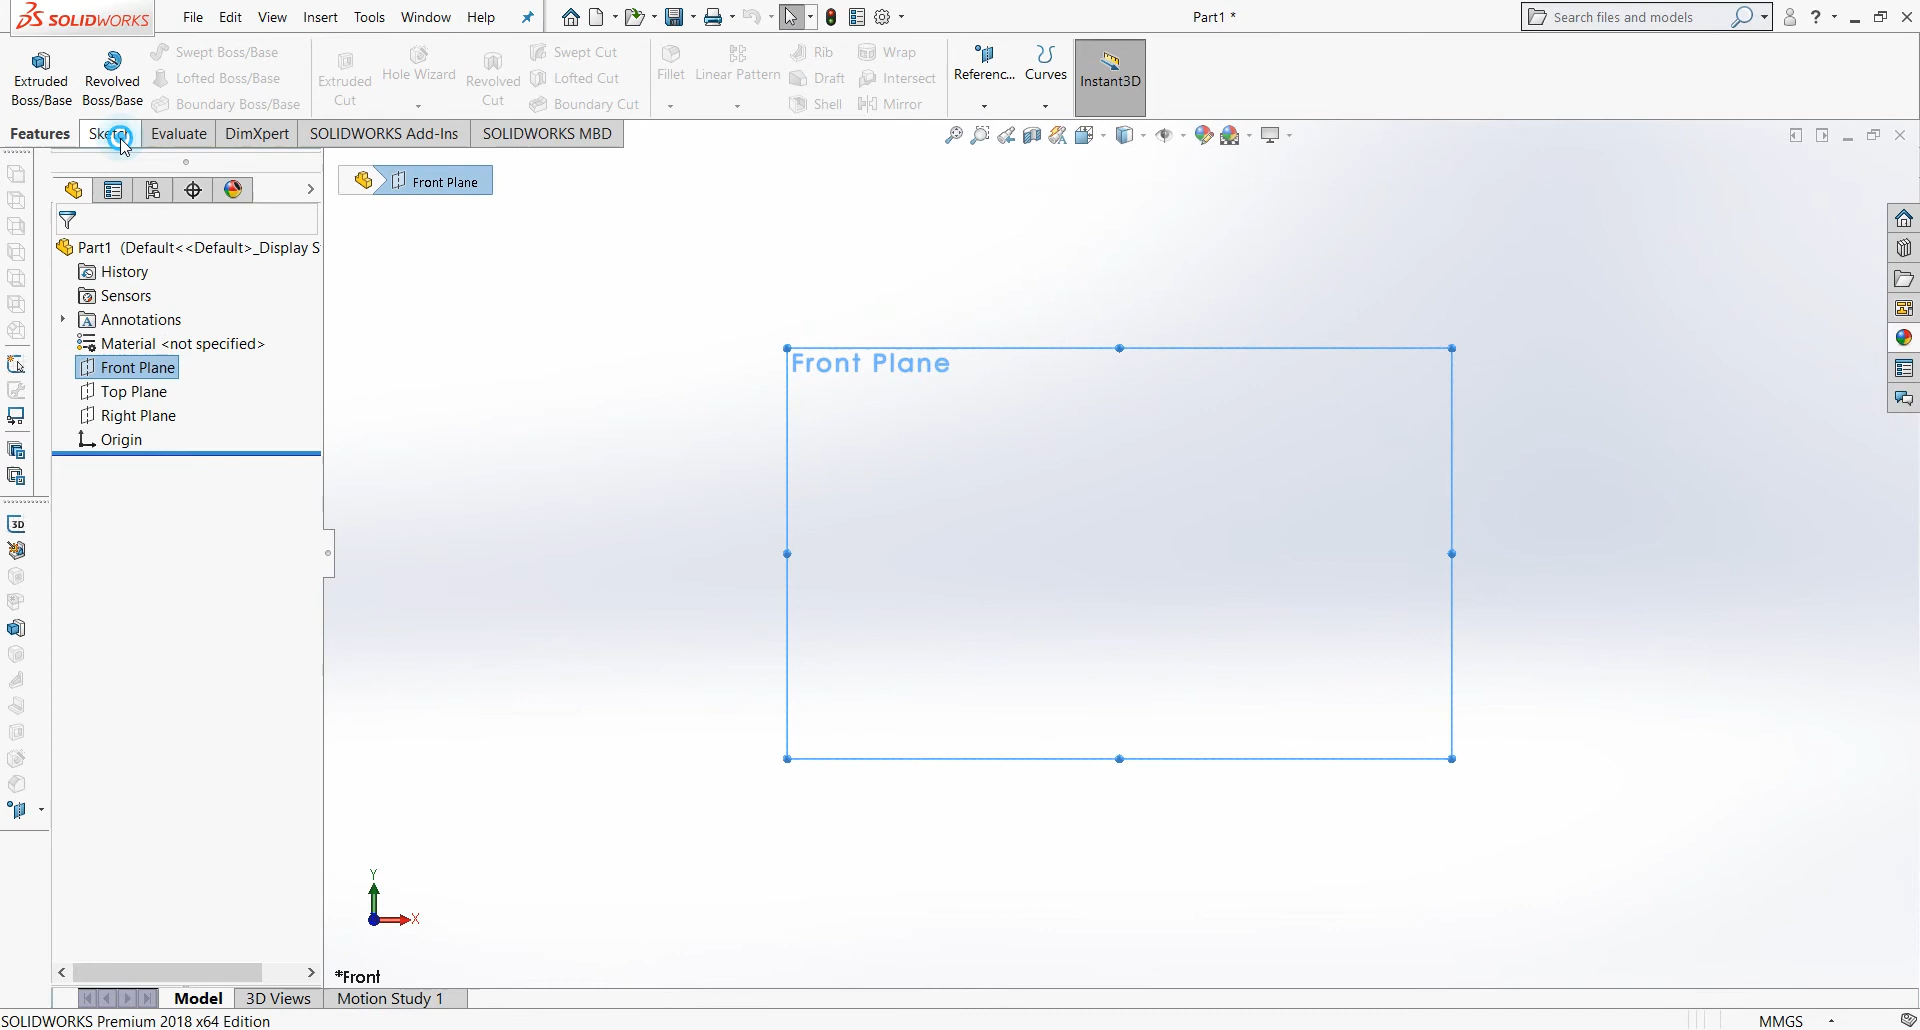 SOLIDWORKS
File Edit View Insert Tools Window Help
Part1 *
Search files and models
?
Extruded Boss/Base
Revolved Boss/Base
Swept Boss/Base
Lofted Boss/Base
Boundary Boss/Base
Extruded Cut
Hole Wizard
Revolved Cut
Swept Cut
Lofted Cut
Boundary Cut
Fillet
Linear Pattern
Rib
Draft
Shell
Wrap
Intersect
Mirror
Referenc...
Curves
Instant3D
Features Sketch Evaluate DimXpert SOLIDWORKS Add-Ins SOLIDWORKS MBD
Front Plane
Part1 (Default<<Default>_Display S
History
Sensors
A Annotations
Material <not specified>
Front Plane
Top Plane
Right Plane
Origin
3D
Front Plane
Y
X
*Front
Model 3D Views Motion Study 1
SOLIDWORKS Premium 2018 x64 Edition
MMGS